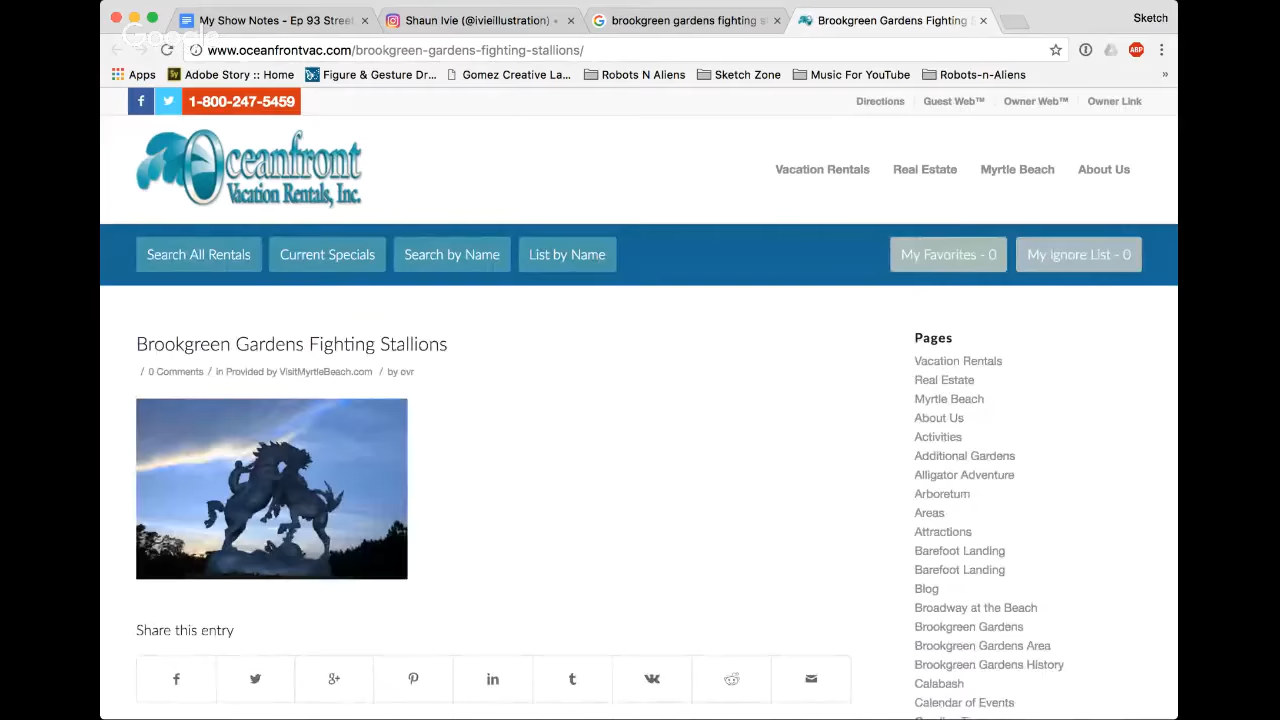 My Show Notes - Ep 93 Street
Shaun Ivie (@ivieillustration) •
brookgreen gardens fighting s
Brookgreen Gardens Fighting S
Sketch
Google
www.oceanfrontvac.com/brookgreen-gardens-fighting-stallions/
ABP
Apps
Sy Adobe Story :: Home
Figure & Gesture Dr...
Gomez Creative La...
Robots N Aliens
Sketch Zone
Music For YouTube
Robots-n-Aliens
»
1-800-247-5459
Directions
Guest Web™
Owner Web™
Owner Link
Oceanfront
Vacation Rentals, Inc.
Vacation Rentals
Real Estate
Myrtle Beach
About Us
Search All Rentals
Current Specials
Search by Name
List by Name
My Favorites - 0
My Ignore List - 0
Brookgreen Gardens Fighting Stallions
/ 0 Comments / in Provided by VisitMyrtleBeach.com / by ovr
Share this entry
Pages
Vacation Rentals
Real Estate
Myrtle Beach
About Us
Activities
Additional Gardens
Alligator Adventure
Arboretum
Areas
Attractions
Barefoot Landing
Barefoot Landing
Blog
Broadway at the Beach
Brookgreen Gardens
Brookgreen Gardens Area
Brookgreen Gardens History
Calabash
Calendar of Events